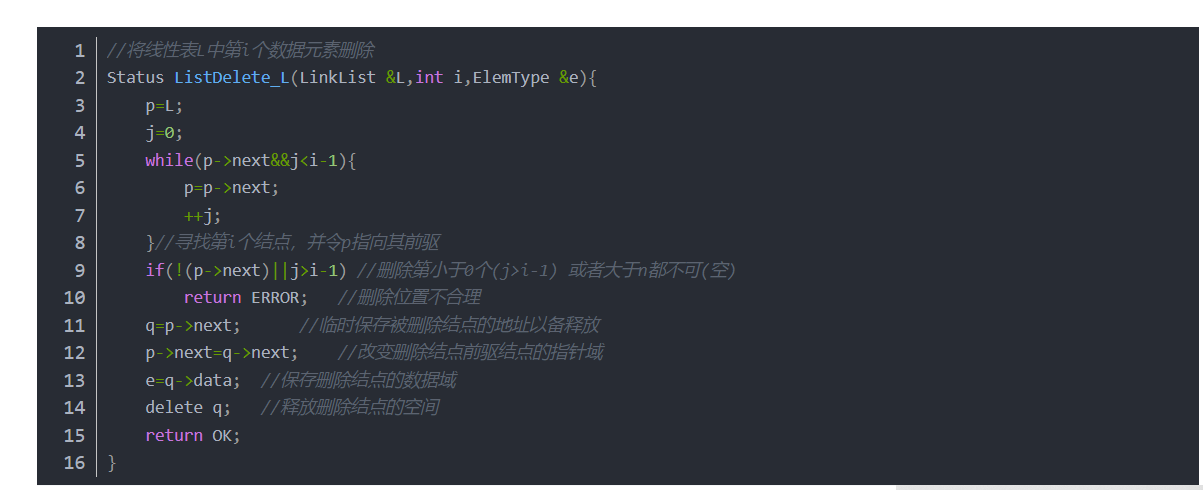 1 //将线性表L中第i个数据元素删除
2 Status ListDelete_L(LinkList &L,int i,ElemType &e){
3     p=L;
4     j=0;
5     while(p->next&&j<i-1){
6         p=p->next;
7         ++j;
8     }//寻找第i个结点，并令p指向其前驱
9     if(!(p->next)||j>i-1) //删除第小于0个(j>i-1) 或者大于n都不可(空)
10         return ERROR;   //删除位置不合理
11     q=p->next;      //临时保存被删除结点的地址以备释放
12     p->next=q->next;    //改变删除结点前驱结点的指针域
13     e=q->data;  //保存删除结点的数据域
14     delete q;   //释放删除结点的空间
15     return OK;
16 }